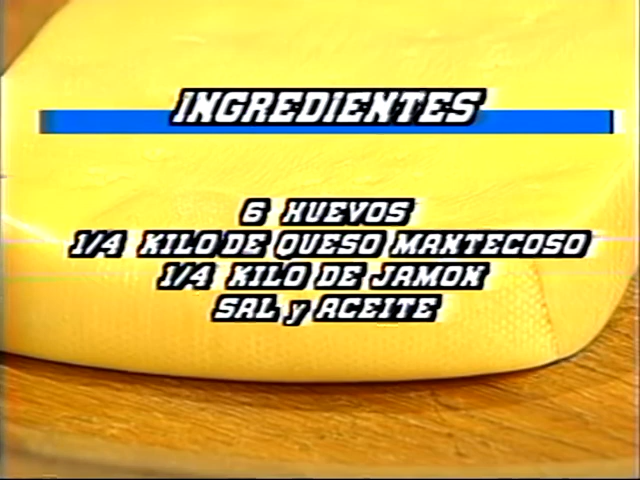 INGREDIENTES
6 HUEVOS
1/4 KILO DE QUESO MANTECOSO
1/4 KILO DE JAMON
SAL y ACEITE